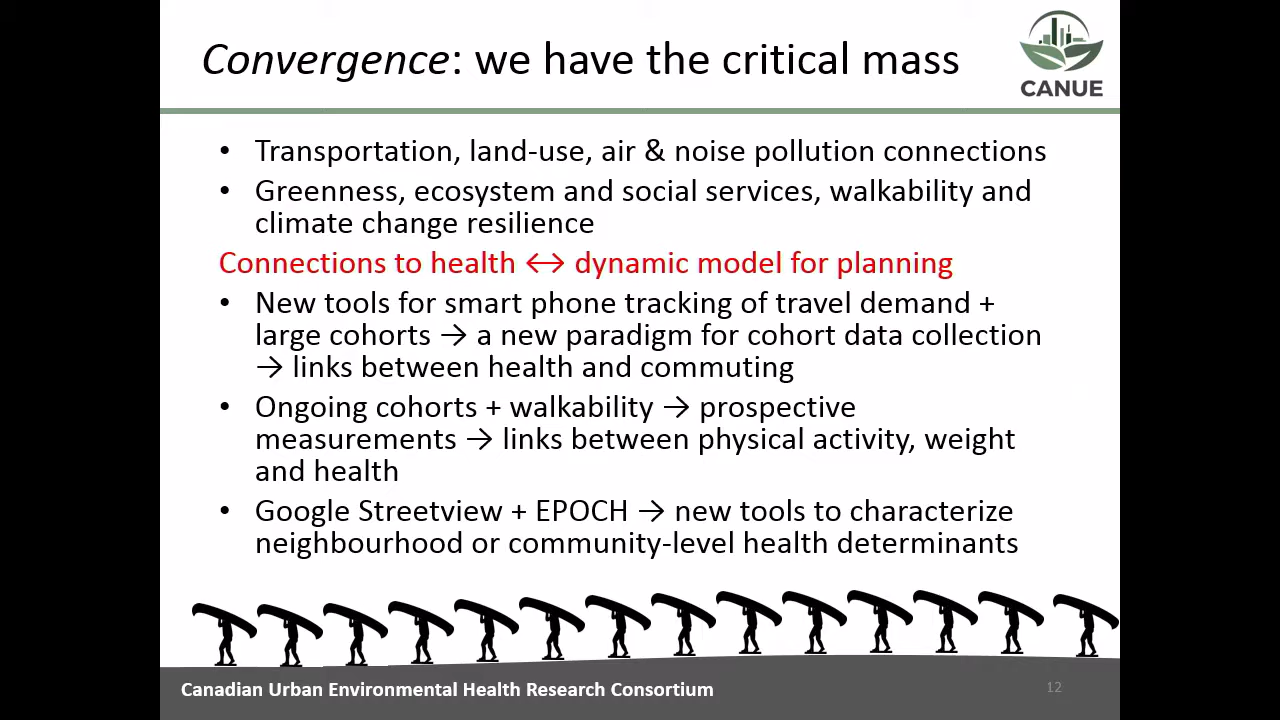 Convergence: we have the critical mass
CANUE
• Transportation, land-use, air & noise pollution connections
• Greenness, ecosystem and social services, walkability and
climate change resilience
Connections to health ↔ dynamic model for planning
• New tools for smart phone tracking of travel demand +
large cohorts → a new paradigm for cohort data collection
→ links between health and commuting
• Ongoing cohorts + walkability → prospective
measurements → links between physical activity, weight
and health
• Google Streetview + EPOCH → new tools to characterize
neighbourhood or community-level health determinants
Canadian Urban Environmental Health Research Consortium
12